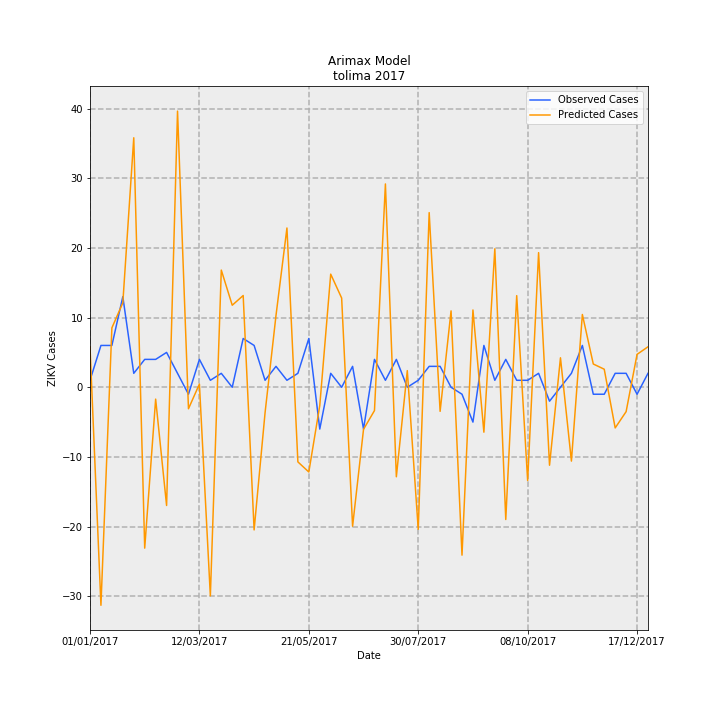 Arimax Model
tolima 2017
Observed Cases
Predicted Cases
40
30
20
10
0
−10
−20
−30
ZIKV Cases
01/01/2017 12/03/2017 21/05/2017 30/07/2017 08/10/2017 17/12/2017
Date